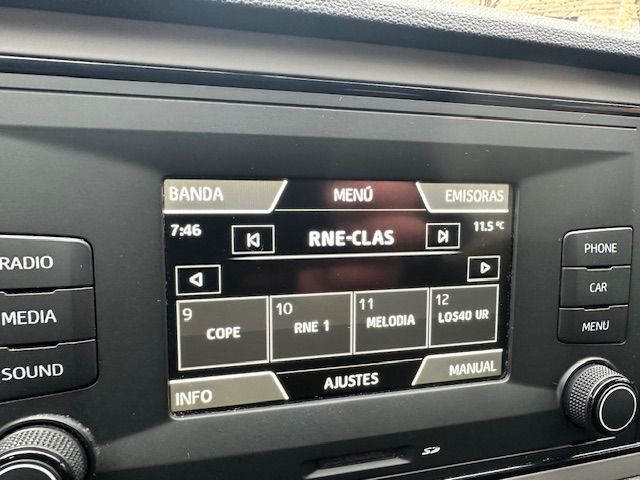 BANDA MENÚ EMISORAS
7:46 RNE-CLAS 11.5 °C
9 COPE
10 RNE 1
11 MELODIA
12 LOS40 UR
INFO AJUSTES MANUAL
RADIO
MEDIA
SOUND
PHONE
CAR
MENU
SD